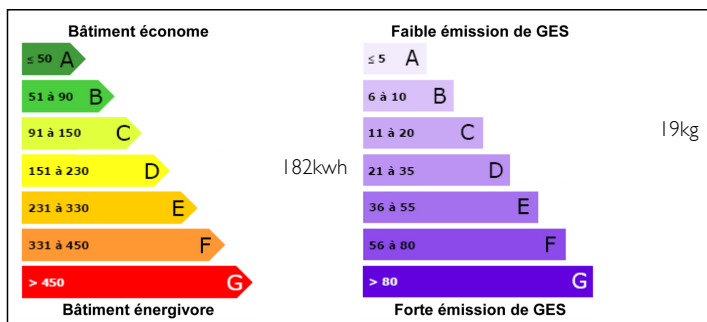 Bâtiment économe
≤ 50 A
51 à 90 B
91 à 150 C
151 à 230 D
231 à 330 E
331 à 450 F
> 450 G
Bâtiment énergivore
182kwh
Faible émission de GES
≤ 5 A
6 à 10 B
11 à 20 C
21 à 35 D
36 à 55 E
56 à 80 F
> 80 G
Forte émission de GES
19kg